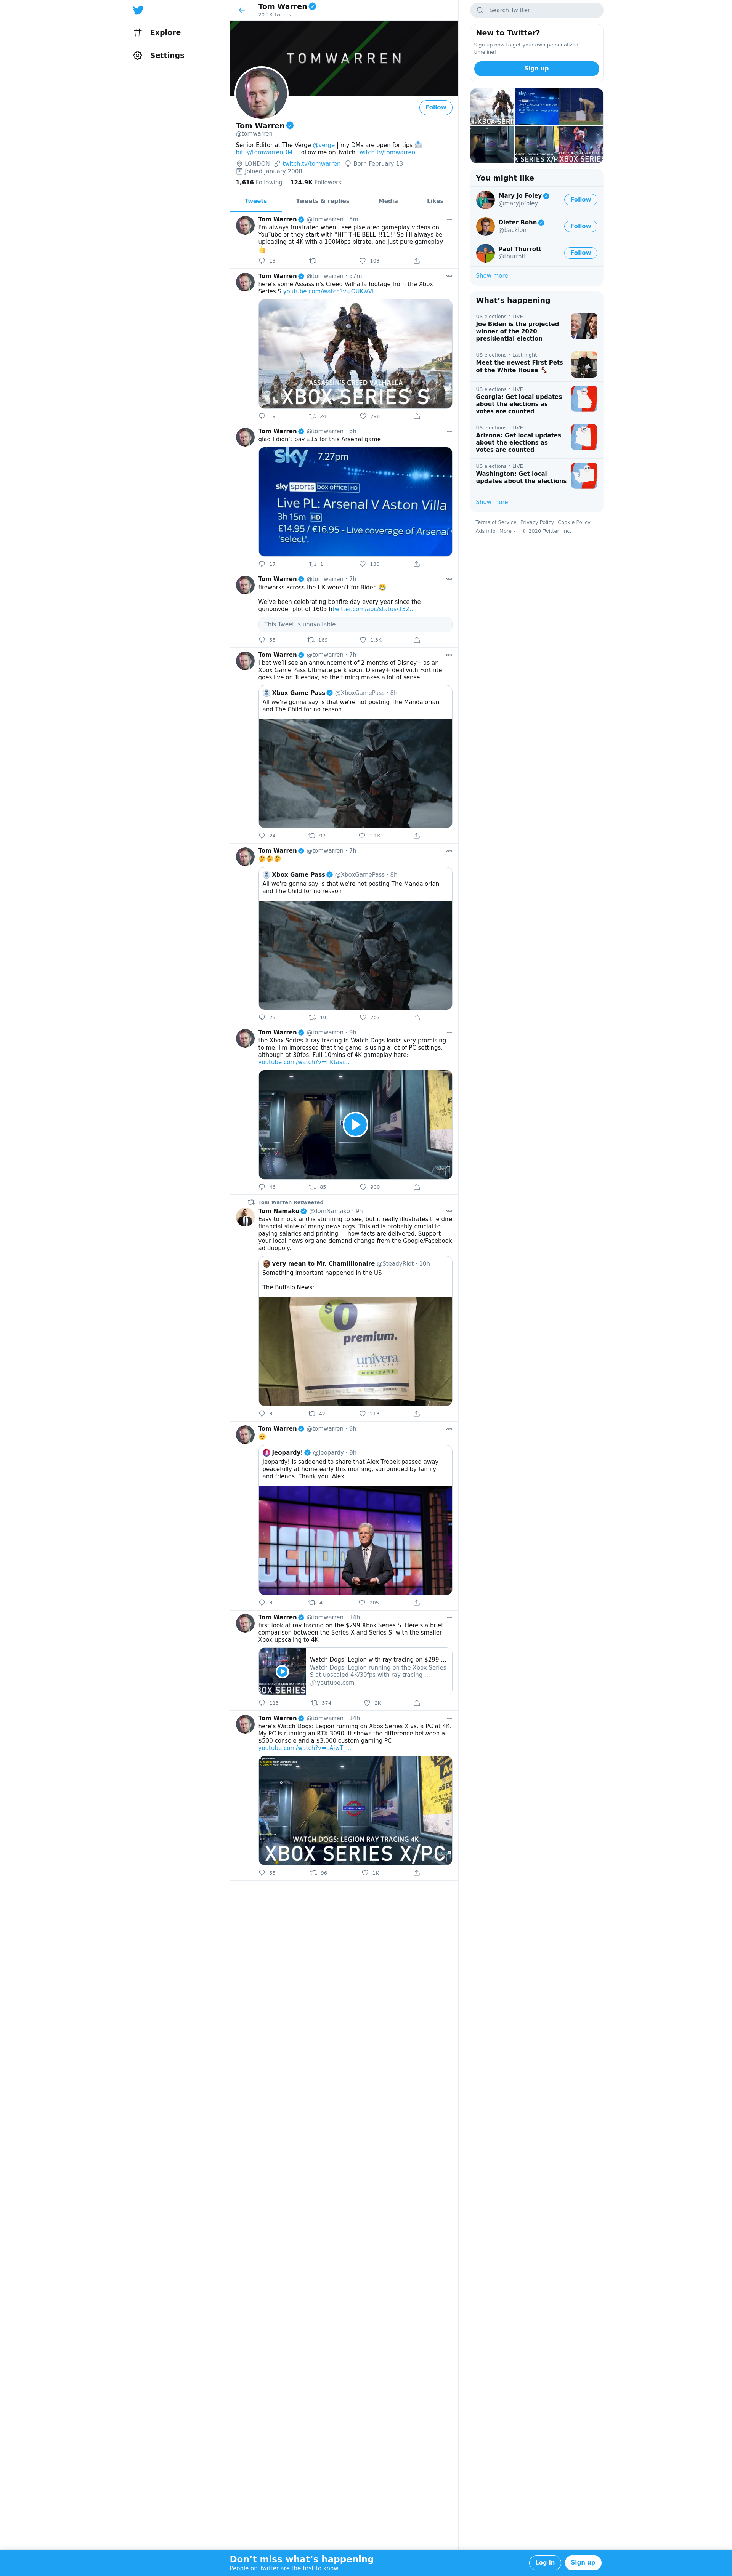 Explore
Settings
Tom Warren
20.1K Tweets
TOMWARREN
Follow
Tom Warren
@tomwarren
Senior Editor at The Verge @verge | my DMs are open for tips 📩
bit.ly/tomwarrenDM | Follow me on Twitch twitch.tv/tomwarren
LONDON twitch.tv/tomwarren Born February 13
Joined January 2008
1,616 Following 124.9K Followers
Tweets Tweets & replies Media Likes
Tom Warren @tomwarren · 5m
I'm always frustrated when I see pixelated gameplay videos on
YouTube or they start with "HIT THE BELL!!!11!" So I'll always be
uploading at 4K with a 100Mbps bitrate, and just pure gameplay
👍
13 103
Tom Warren @tomwarren · 57m
here's some Assassin's Creed Valhalla footage from the Xbox
Series S youtube.com/watch?v=OUKwVl…
ASSASSIN'S CREED VALHALLA
XBOX SERIES S
19 24 298
Tom Warren @tomwarren · 6h
glad I didn't pay £15 for this Arsenal game!
sky 7.27pm
sky sports box office HD
Live PL: Arsenal V Aston Villa
3h 15m HD
£14.95 / €16.95 - Live coverage of Arsenal
'select'.
17 1 130
Tom Warren @tomwarren · 7h
fireworks across the UK weren't for Biden 😂
We've been celebrating bonfire day every year since the
gunpowder plot of 1605 htwitter.com/abc/status/132…
This Tweet is unavailable.
55 169 1.3K
Tom Warren @tomwarren · 7h
I bet we'll see an announcement of 2 months of Disney+ as an
Xbox Game Pass Ultimate perk soon. Disney+ deal with Fortnite
goes live on Tuesday, so the timing makes a lot of sense
Xbox Game Pass @XboxGamePass · 8h
All we're gonna say is that we're not posting The Mandalorian
and The Child for no reason
24 97 1.1K
Tom Warren @tomwarren · 7h
🤔🤔🤔
Xbox Game Pass @XboxGamePass · 8h
All we're gonna say is that we're not posting The Mandalorian
and The Child for no reason
25 19 707
Tom Warren @tomwarren · 9h
the Xbox Series X ray tracing in Watch Dogs looks very promising
to me. I'm impressed that the game is using a lot of PC settings,
although at 30fps. Full 10mins of 4K gameplay here:
youtube.com/watch?v=hKtasi…
46 85 900
Tom Warren Retweeted
Tom Namako @TomNamako · 9h
Easy to mock and is stunning to see, but it really illustrates the dire
financial state of many news orgs. This ad is probably crucial to
paying salaries and printing — how facts are delivered. Support
your local news org and demand change from the Google/Facebook
ad duopoly.
very mean to Mr. Chamillionaire @SteadyRiot · 10h
Something important happened in the US
The Buffalo News:
$0
premium.
univera
HEALTHCARE
MEDICARE
3 42 213
Tom Warren @tomwarren · 9h
😔
Jeopardy! @Jeopardy · 9h
Jeopardy! is saddened to share that Alex Trebek passed away
peacefully at home early this morning, surrounded by family
and friends. Thank you, Alex.
JEOPARDY!
3 4 205
Tom Warren @tomwarren · 14h
first look at ray tracing on the $299 Xbox Series S. Here's a brief
comparison between the Series X and Series S, with the smaller
Xbox upscaling to 4K
Watch Dogs: Legion with ray tracing on $299 …
Watch Dogs: Legion running on the Xbox Series
S at upscaled 4K/30fps with ray tracing …
youtube.com
113 374 2K
Tom Warren @tomwarren · 14h
here's Watch Dogs: Legion running on Xbox Series X vs. a PC at 4K.
My PC is running an RTX 3090. It shows the difference between a
$500 console and a $3,000 custom gaming PC
youtube.com/watch?v=LAjwT_…
WATCH DOGS: LEGION RAY TRACING 4K
XBOX SERIES X/PC
55 96 1K
Search Twitter
New to Twitter?
Sign up now to get your own personalized
timeline!
Sign up
You might like
Mary Jo Foley
@maryjofoley
Follow
Dieter Bohn
@backlon
Follow
Paul Thurrott
@thurrott
Follow
Show more
What's happening
US elections · LIVE
Joe Biden is the projected
winner of the 2020
presidential election
US elections · Last night
Meet the newest First Pets
of the White House 🐾
US elections · LIVE
Georgia: Get local updates
about the elections as
votes are counted
US elections · LIVE
Arizona: Get local updates
about the elections as
votes are counted
US elections · LIVE
Washington: Get local
updates about the elections
Show more
Terms of Service Privacy Policy Cookie Policy
Ads info More ••• © 2020 Twitter, Inc.
Don't miss what's happening
People on Twitter are the first to know.
Log in
Sign up